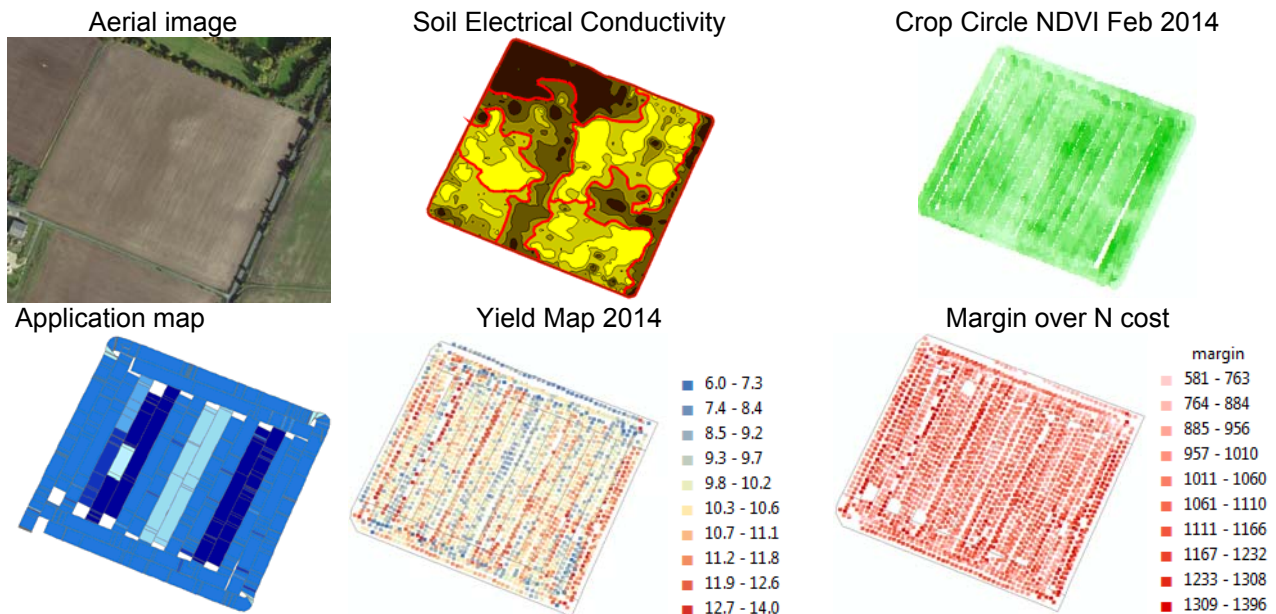 Aerial image
Soil Electrical Conductivity
Crop Circle NDVI Feb 2014
Application map
Yield Map 2014
Margin over N cost
6.0 - 7.3
7.4 - 8.4
8.5 - 9.2
9.3 - 9.7
9.8 - 10.2
10.3 - 10.6
10.7 - 11.1
11.2 - 11.8
11.9 - 12.6
12.7 - 14.0
margin
581 - 763
764 - 884
885 - 956
957 - 1010
1011 - 1060
1061 - 1110
1111 - 1166
1167 - 1232
1233 - 1308
1309 - 1396